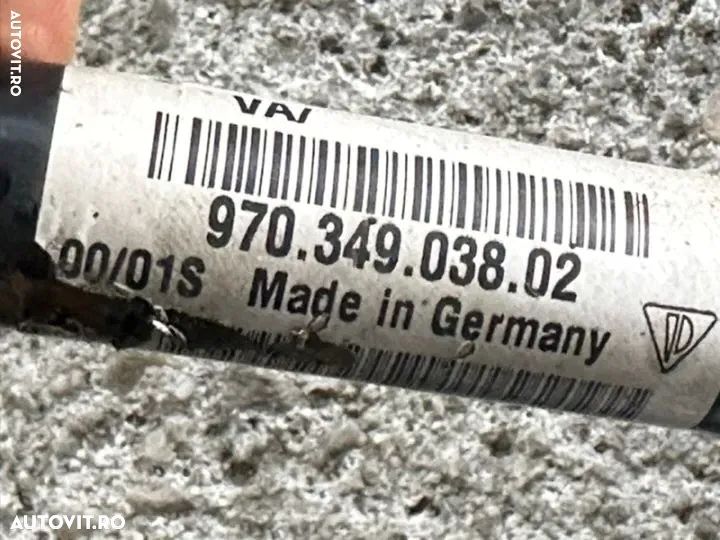 AUTOVIT.RO
VAI
970.349.038.02
00/01S Made in Germany
AUTOVIT.RO